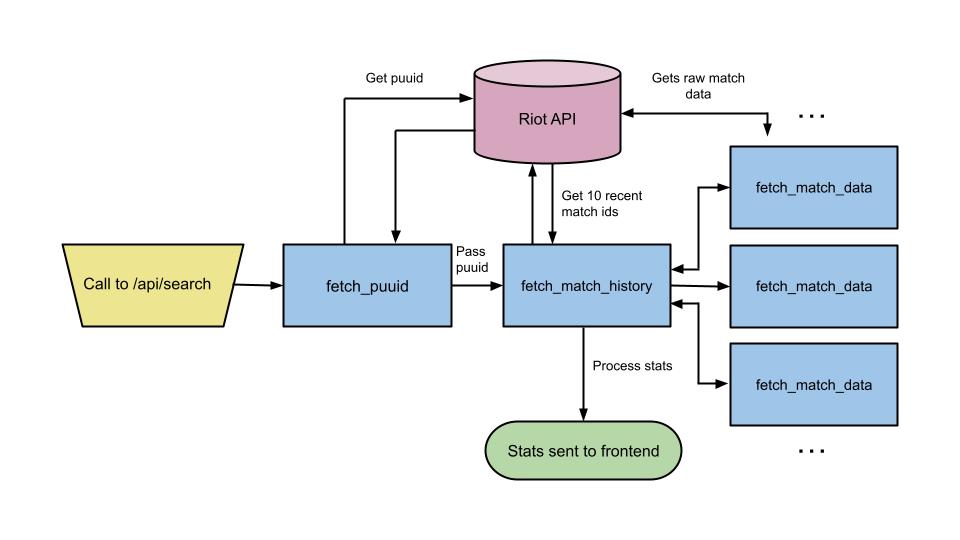 Get puuid
Gets raw match
data
...
Riot API
fetch_match_data
Get 10 recent
match ids
Pass
puuid
Call to /api/search
fetch_puuid
fetch_match_history
fetch_match_data
Process stats
fetch_match_data
Stats sent to frontend
...